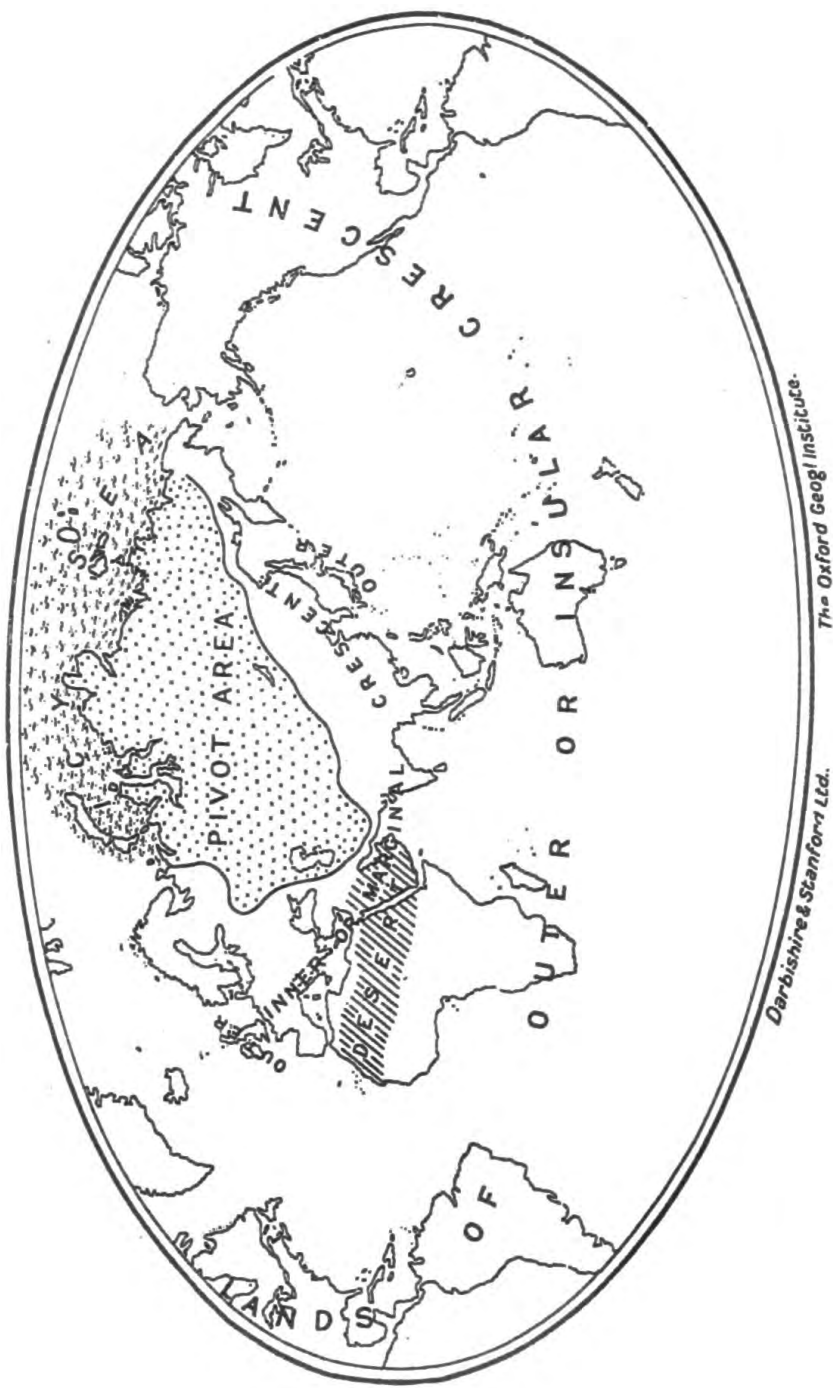 ICY SEA
PIVOT AREA
INNER OR MARGINAL CRESCENT
DESERT
OUTER
OUTER
LANDS OF OUTER OR INSULAR CRESCENT
Darbishire & Stanford Ltd.
The Oxford Geogl Institute.